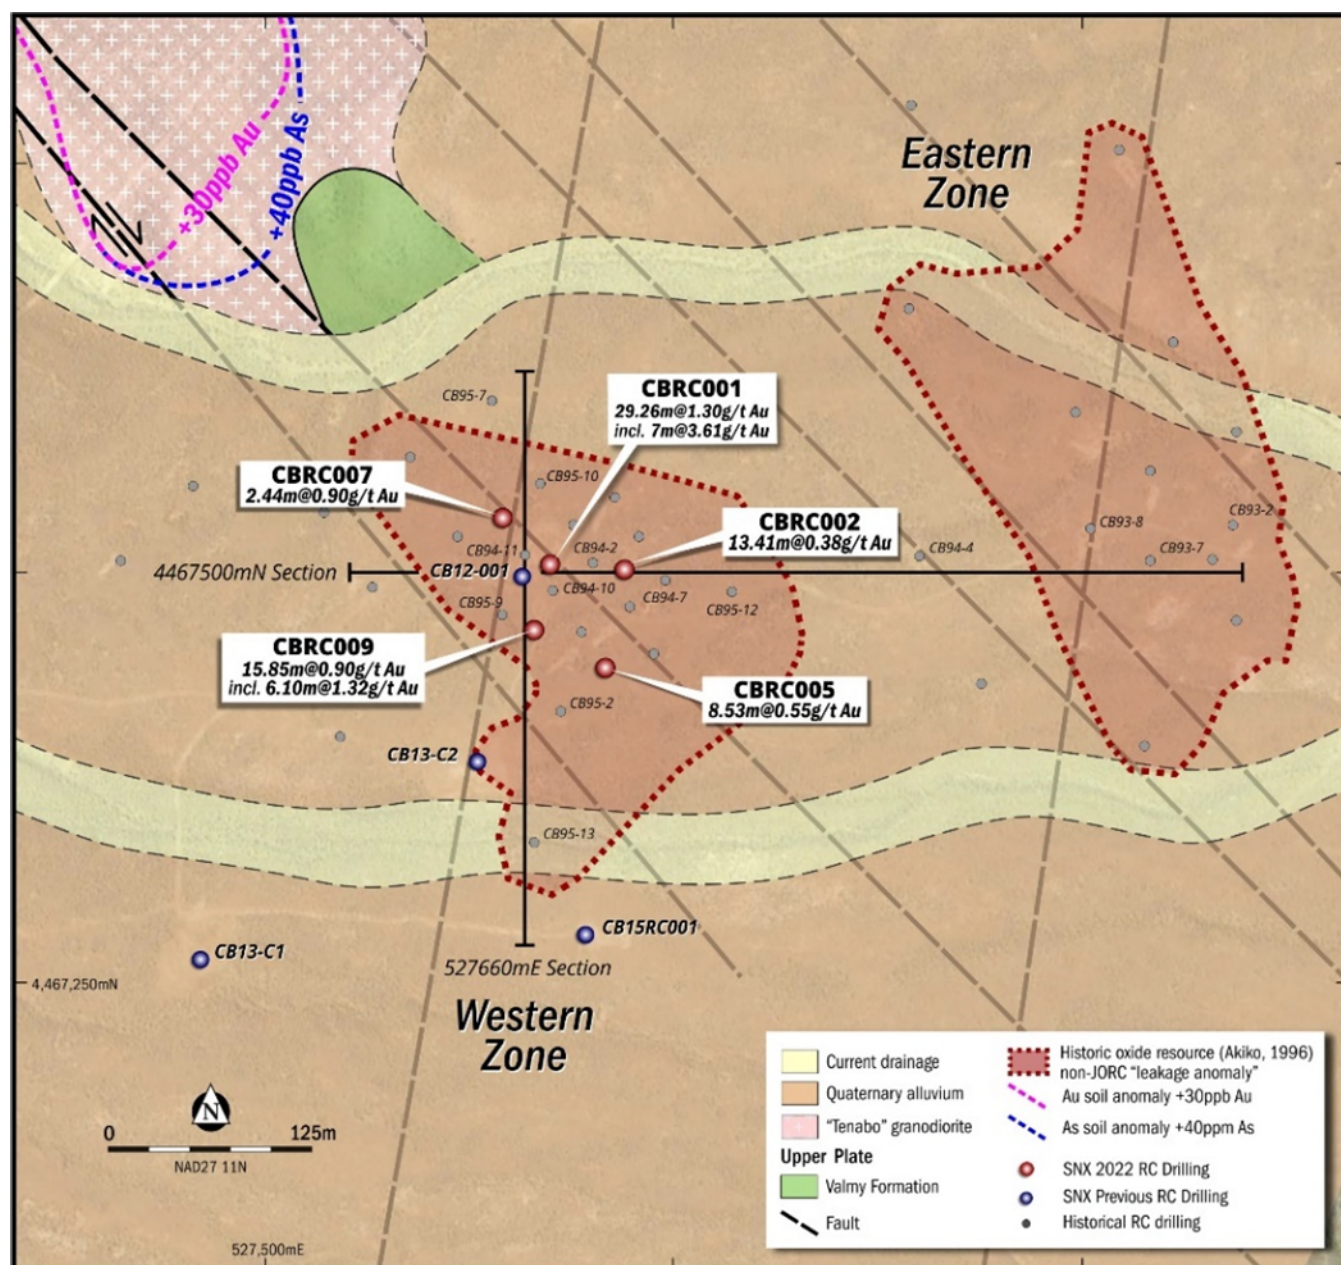 +30ppb Au
+40ppb As
Eastern
Zone
CBRC001
29.26m@1.30g/t Au
incl. 7m@3.61g/t Au
CB95-7
CBRC007
2.44m@0.90g/t Au
CB95-10
CBRC002
13.41m@0.38g/t Au
CB93-2
CB93-8
CB94-11
CB94-2
CB94-4
CB93-7
4467500mN Section
CB12-001
CB94-10
CB94-7
CB95-12
CB95-9
CBRC009
15.85m@0.90g/t Au
incl. 6.10m@1.32g/t Au
CBRC005
8.53m@0.55g/t Au
CB95-2
CB13-C2
CB95-13
CB15RC001
CB13-C1
527660mE Section
4,467,250mN
Western
Zone
N
0 125m
NAD27 11N
527,500mE
Current drainage
Quaternary alluvium
"Tenabo" granodiorite
Upper Plate
Valmy Formation
Fault
Historic oxide resource (Akiko, 1996)
non-JORC "leakage anomaly"
Au soil anomaly +30ppb Au
As soil anomaly +40ppm As
SNX 2022 RC Drilling
SNX Previous RC Drilling
Historical RC drilling